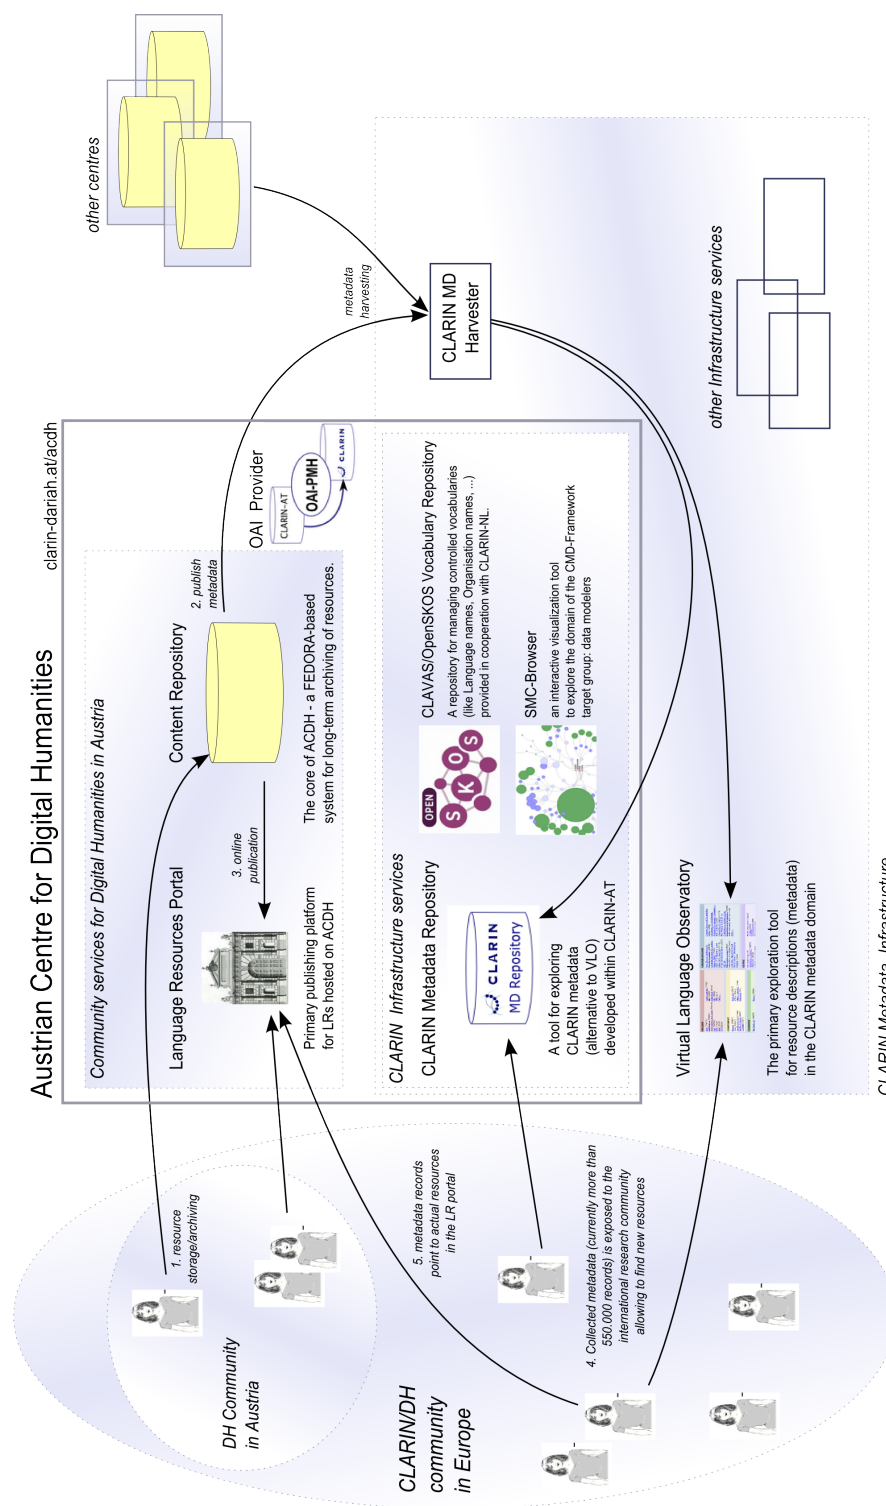 Austrian Centre for Digital Humanities
clarin-dariah.at/acdh
Community services for Digital Humanities in Austria
Language Resources Portal
Primary publishing platform
for LRs hosted on ACDH
3. online
publication
Content Repository
The core of ACDH - a FEDORA-based
system for long-term archiving of resources.
2. publish
metadata
OAI Provider
CLARIN-AT
OAI-PMH
CLARIN
other centres
metadata
harvesting
CLARIN MD
Harvester
CLARIN Infrastructure services
CLARIN Metadata Repository
CLARIN
MD Repository
A tool for exploring
CLARIN metadata
(alternative to VLO)
developed within CLARIN-AT
OPEN
SKOS
CLAVAS/OpenSKOS Vocabulary Repository
A repository for managing controlled vocabularies
(like Language names, Organisation names, ...)
provided in cooperation with CLARIN-NL.
SMC-Browser
an interactive visualization tool
to explore the domain of the CMD-Framework
target group: data modelers
Virtual Language Observatory
The primary exploration tool
for resource descriptions (metadata)
in the CLARIN metadata domain
other Infrastructure services
CLARIN Metadata Infrastructure
1. resource
storage/archiving
DH Community
in Austria
5. metadata records
point to actual resources
in the LR portal
4. Collected metadata (currently more than
550.000 records) is exposed to the
international research community
allowing to find new resources
CLARIN/DH
community
in Europe